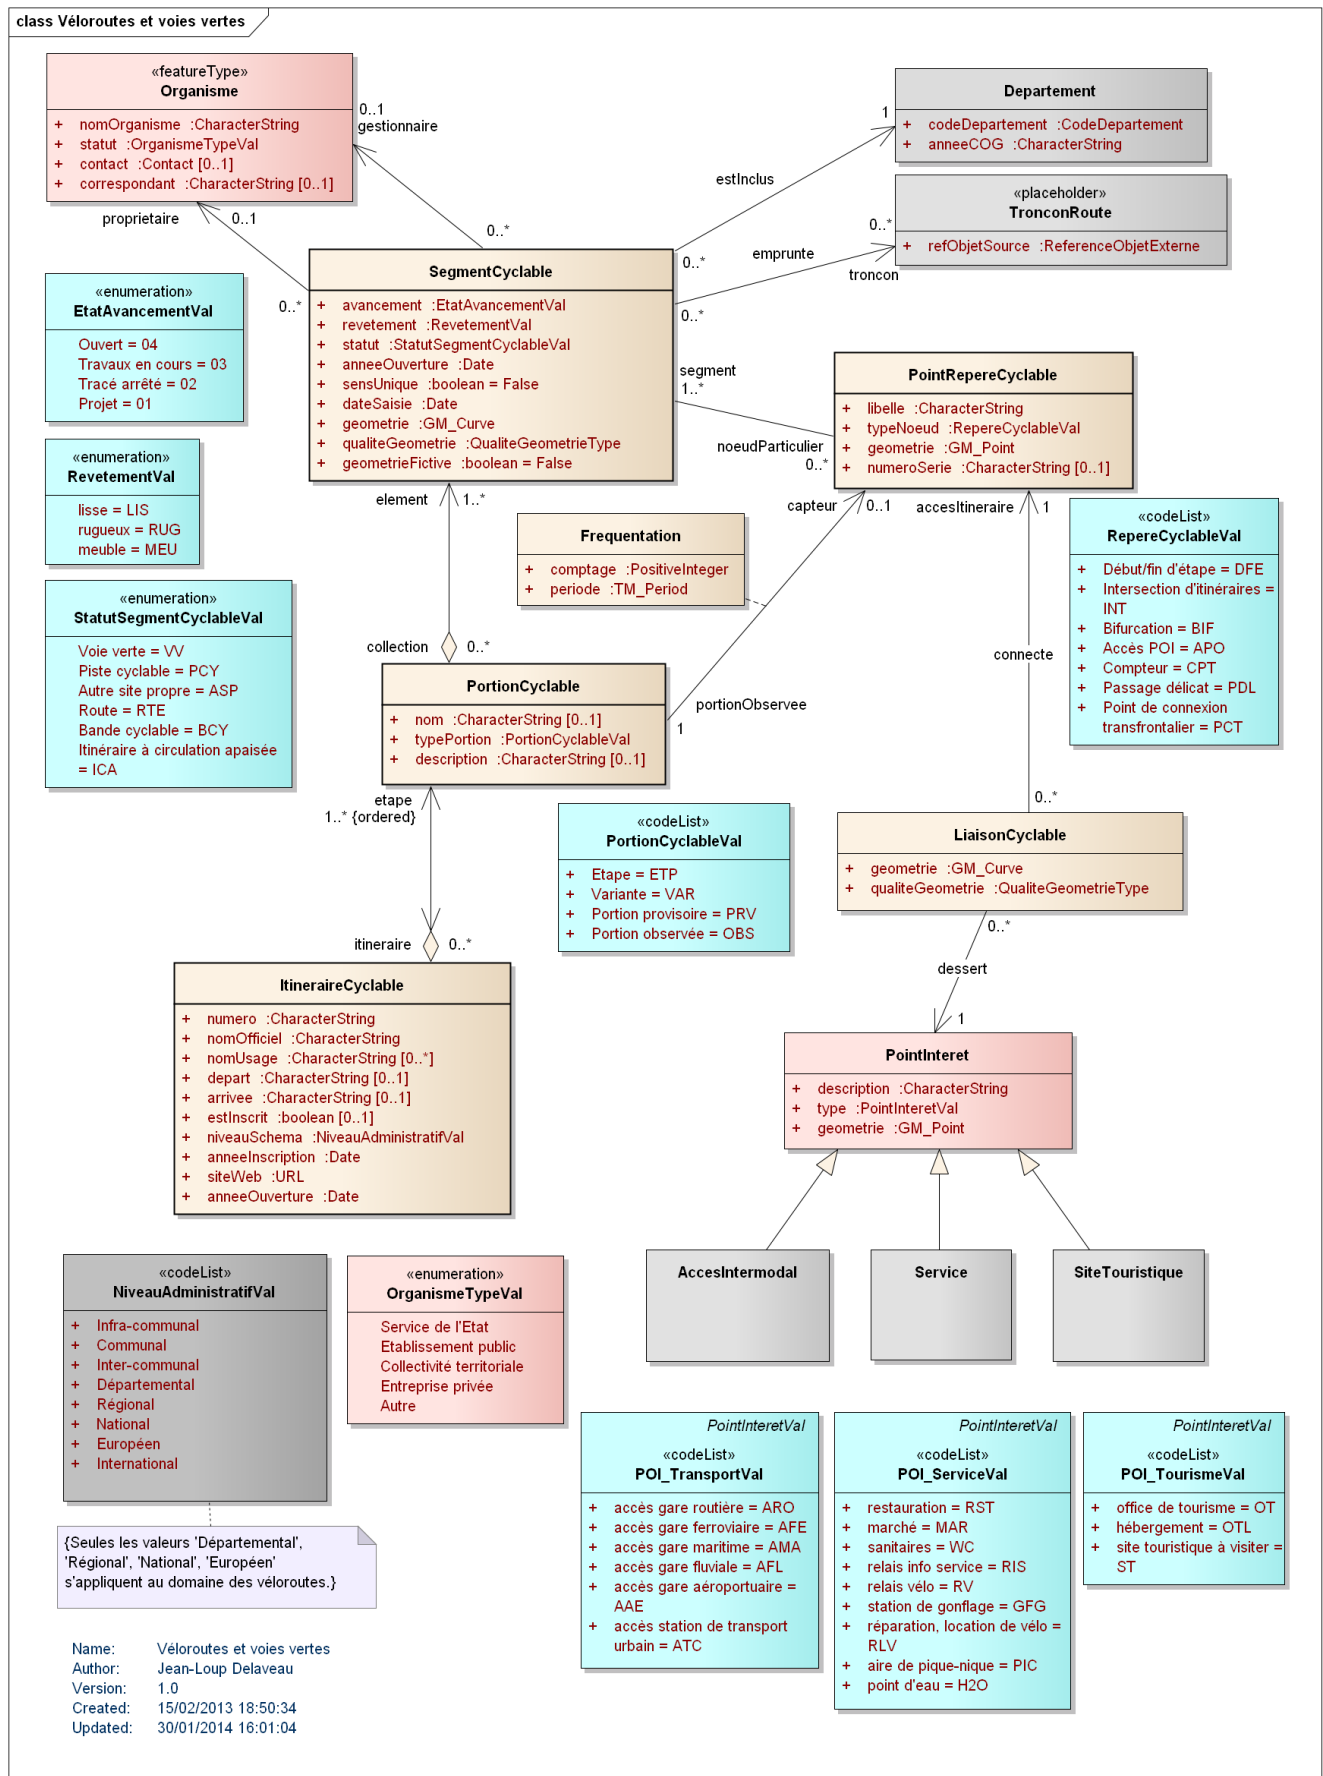 class Véloroutes et voies vertes
«featureType»
Organisme
+ nomOrganisme :CharacterString
+ statut :OrganismeTypeVal
+ contact :Contact [0..1]
+ correspondant :CharacterString [0..1]
0..1
gestionnaire
0..*
proprietaire
0..1
0..*
Departement
+ codeDepartement :CodeDepartement
+ anneeCOG :CharacterString
1
estInclus
0..*
«placeholder»
TronconRoute
+ refObjetSource :ReferenceObjetExterne
0..*
emprunte
troncon
0..*
SegmentCyclable
+ avancement :EtatAvancementVal
+ revetement :RevetementVal
+ statut :StatutSegmentCyclableVal
+ anneeOuverture :Date
+ sensUnique :boolean = False
+ dateSaisie :Date
+ geometrie :GM_Curve
+ qualiteGeometrie :QualiteGeometrieType
+ geometrieFictive :boolean = False
«enumeration»
EtatAvancementVal
Ouvert = 04
Travaux en cours = 03
Tracé arrêté = 02
Projet = 01
segment
1..*
noeudParticulier
0..*
PointRepereCyclable
+ libelle :CharacterString
+ typeNoeud :RepereCyclableVal
+ geometrie :GM_Point
+ numeroSerie :CharacterString [0..1]
«enumeration»
RevetementVal
lisse = LIS
rugueux = RUG
meuble = MEU
element
1..*
capteur
0..1
accesItineraire
1
Frequentation
+ comptage :PositiveInteger
+ periode :TM_Period
«codeList»
RepereCyclableVal
+ Début/fin d'étape = DFE
+ Intersection d'itinéraires =
INT
+ Bifurcation = BIF
+ Accès POI = APO
+ Compteur = CPT
+ Passage délicat = PDL
+ Point de connexion
transfrontalier = PCT
«enumeration»
StatutSegmentCyclableVal
Voie verte = VV
Piste cyclable = PCY
Autre site propre = ASP
Route = RTE
Bande cyclable = BCY
Itinéraire à circulation apaisée
= ICA
collection
0..*
connecte
PortionCyclable
+ nom :CharacterString [0..1]
+ typePortion :PortionCyclableVal
+ description :CharacterString [0..1]
portionObservee
1
etape
1..* {ordered}
0..*
«codeList»
PortionCyclableVal
+ Etape = ETP
+ Variante = VAR
+ Portion provisoire = PRV
+ Portion observée = OBS
LiaisonCyclable
+ geometrie :GM_Curve
+ qualiteGeometrie :QualiteGeometrieType
0..*
dessert
1
itineraire
0..*
ItineraireCyclable
+ numero :CharacterString
+ nomOfficiel :CharacterString
+ nomUsage :CharacterString [0..*]
+ depart :CharacterString [0..1]
+ arrivee :CharacterString [0..1]
+ estInscrit :boolean [0..1]
+ niveauSchema :NiveauAdministratifVal
+ anneeInscription :Date
+ siteWeb :URL
+ anneeOuverture :Date
PointInteret
+ description :CharacterString
+ type :PointInteretVal
+ geometrie :GM_Point
AccesIntermodal
Service
SiteTouristique
«codeList»
NiveauAdministratifVal
+ Infra-communal
+ Communal
+ Inter-communal
+ Départemental
+ Régional
+ National
+ Européen
+ International
«enumeration»
OrganismeTypeVal
Service de l'Etat
Etablissement public
Collectivité territoriale
Entreprise privée
Autre
{Seules les valeurs 'Départemental',
'Régional', 'National', 'Européen'
s'appliquent au domaine des véloroutes.}
PointInteretVal
«codeList»
POI_TransportVal
+ accès gare routière = ARO
+ accès gare ferroviaire = AFE
+ accès gare maritime = AMA
+ accès gare fluviale = AFL
+ accès gare aéroportuaire =
AAE
+ accès station de transport
urbain = ATC
PointInteretVal
«codeList»
POI_ServiceVal
+ restauration = RST
+ marché = MAR
+ sanitaires = WC
+ relais info service = RIS
+ relais vélo = RV
+ station de gonflage = GFG
+ réparation, location de vélo =
RLV
+ aire de pique-nique = PIC
+ point d'eau = H2O
PointInteretVal
«codeList»
POI_TourismeVal
+ office de tourisme = OT
+ hébergement = OTL
+ site touristique à visiter =
ST
Name: Véloroutes et voies vertes
Author: Jean-Loup Delaveau
Version: 1.0
Created: 15/02/2013 18:50:34
Updated: 30/01/2014 16:01:04